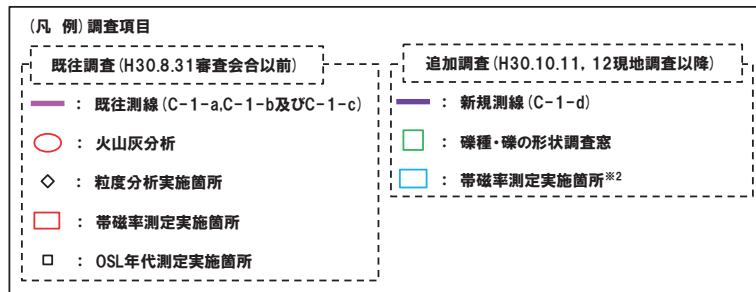 (凡 例)調査項目
既往調査(H30.8.31審査会合以前)
: 既往測線(C-1-a,C-1-b及びC-1-c)
: 火山灰分析
: 粒度分析実施箇所
: 帯磁率測定実施箇所
: OSL年代測定実施箇所
追加調査(H30.10.11, 12現地調査以降)
: 新規測線(C-1-d)
: 礫種・礫の形状調査窓
: 帯磁率測定実施箇所※2